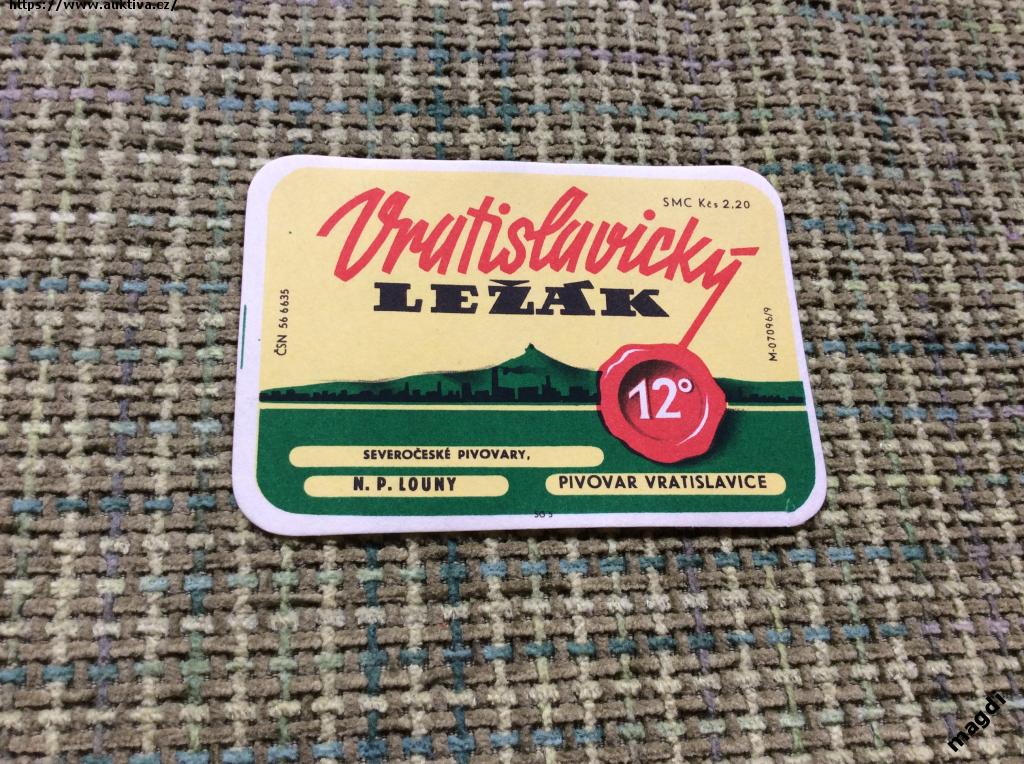 https://www.auktiva.cz/
SMC Kčs 2,20
Vratislavický
LEŽÁK
ČSN 56 6635
M-07096/9
12°
SEVEROČESKÉ PIVOVARY,
N. P. LOUNY
PIVOVAR VRATISLAVICE
magdi